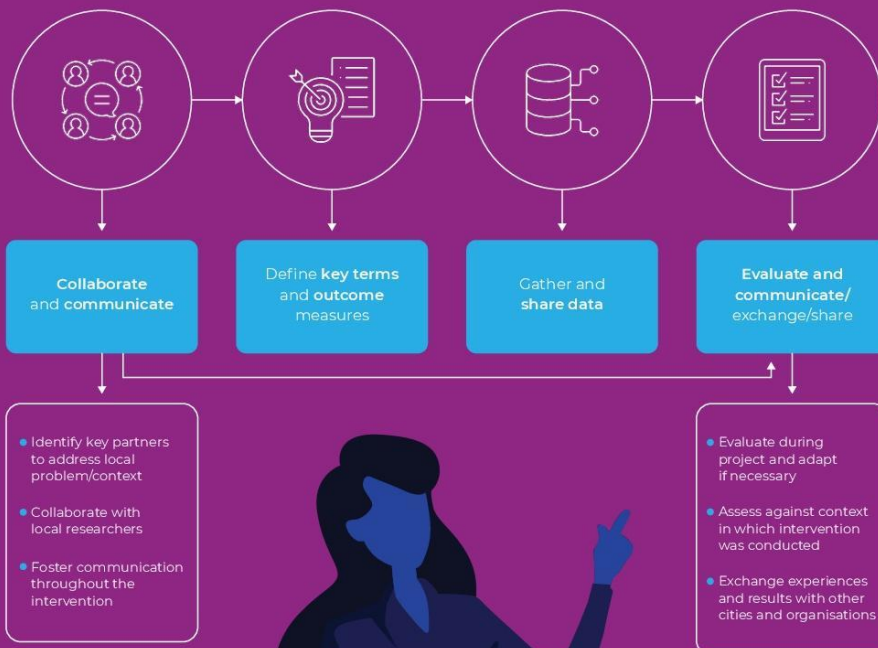 Collaborate
and communicate
Define key terms
and outcome
measures
Gather and
share data
Evaluate and
communicate/
exchange/share
Identify key partners
to address local
problem/context
Collaborate with
local researchers
Foster communication
throughout the
intervention
Evaluate during
project and adapt
if necessary
Assess against context
in which intervention
was conducted
Exchange experiences
and results with other
cities and organisations